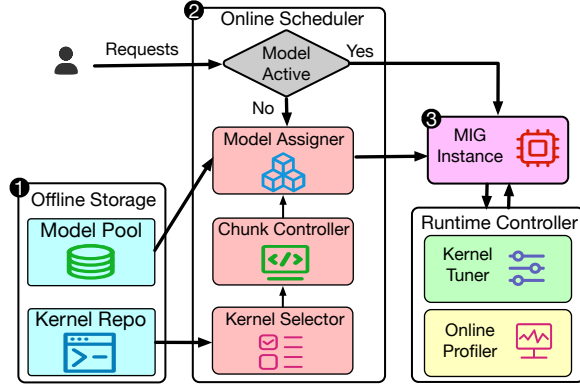 2
Online Scheduler
Requests
Model
Active
Yes
No
3
MIG
Instance
Model Assigner
1
Offline Storage
Model Pool
Chunk Controller
</>
Runtime Controller
Kernel
Tuner
Kernel Repo
>_
Kernel Selector
Online
Profiler